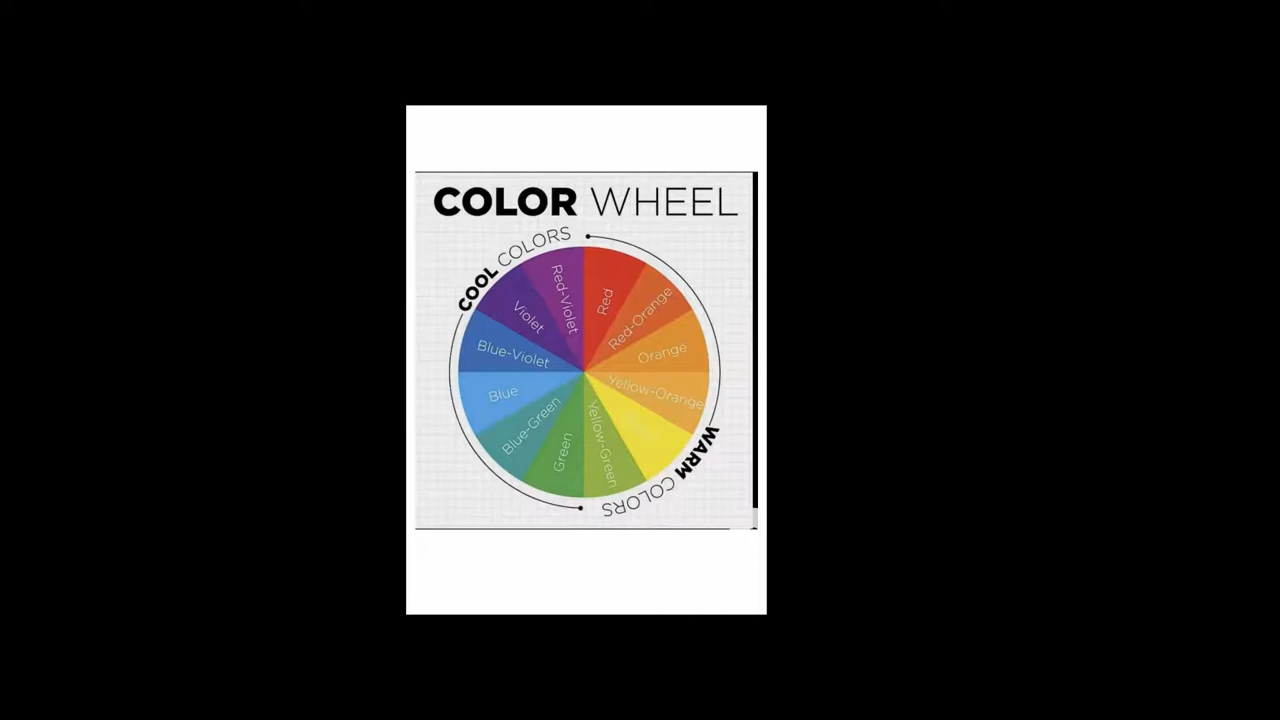 COLOR WHEEL
COOL COLORS
Red-Violet
Red
Violet
Red-Orange
Blue-Violet
Orange
Blue
Yellow-Orange
Blue-Green
Green
Yellow-Green
WARM COLORS